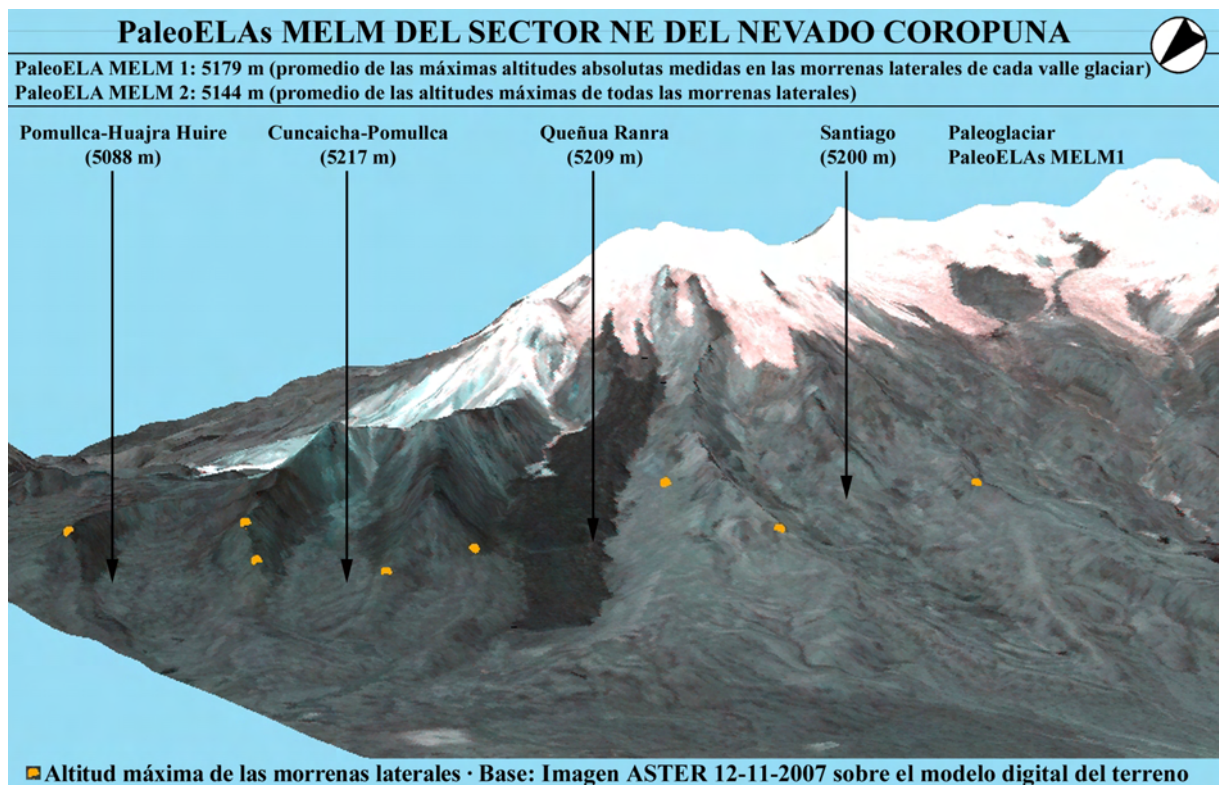 PaleoELAs MELM DEL SECTOR NE DEL NEVADO COROPUNA
PaleoELA MELM 1: 5179 m (promedio de las máximas altitudes absolutas medidas en las morrenas laterales de cada valle glaciar)
PaleoELA MELM 2: 5144 m (promedio de las altitudes máximas de todas las morrenas laterales)
Pomullca-Huajra Huire
(5088 m)
Cuncaicha-Pomullca
(5217 m)
Queñua Ranra
(5209 m)
Santiago
(5200 m)
Paleoglaciar
PaleoELAs MELM1
Altitud máxima de las morrenas laterales · Base: Imagen ASTER 12-11-2007 sobre el modelo digital del terreno